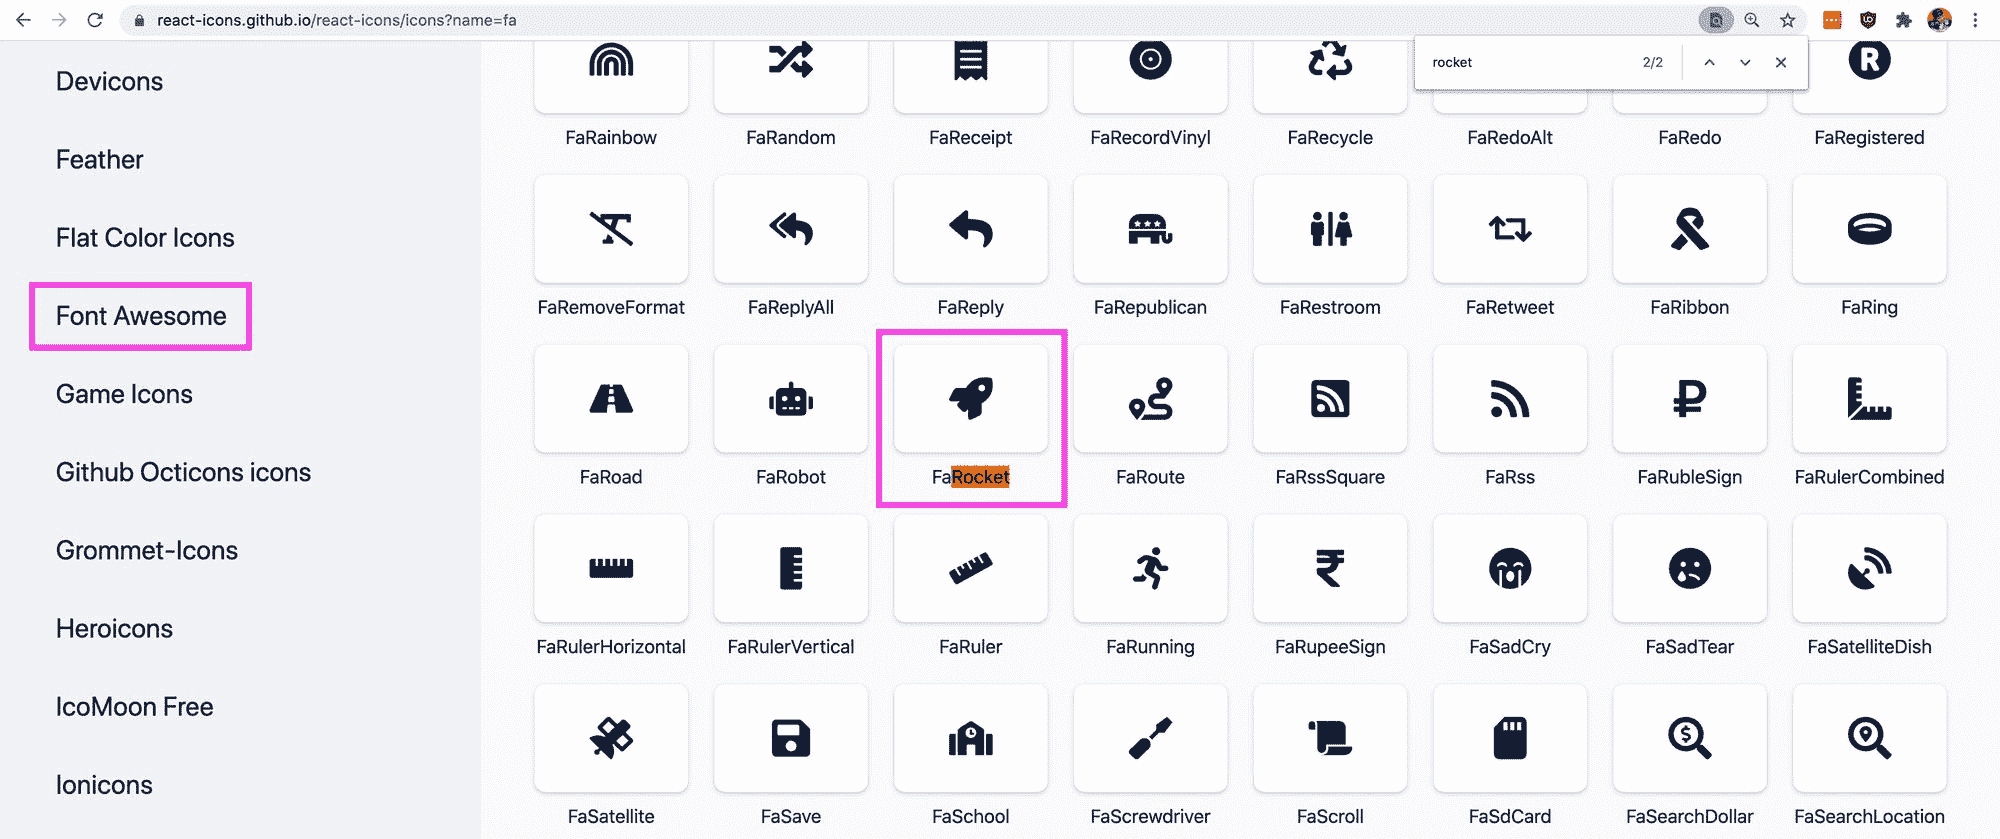 react-icons.github.io/react-icons/icons?name=fa
rocket
2/2
Devicons
Feather
Flat Color Icons
Font Awesome
Game Icons
Github Octicons icons
Grommet-Icons
Heroicons
IcoMoon Free
Ionicons
R
FaRainbow FaRandom FaReceipt FaRecordVinyl FaRecycle FaRedoAlt FaRedo FaRegistered
FaRemoveFormat FaReplyAll FaReply FaRepublican FaRestroom FaRetweet FaRibbon FaRing
FaRoad FaRobot FaRocket FaRoute FaRssSquare FaRss FaRubleSign FaRulerCombined
FaRulerHorizontal FaRulerVertical FaRuler FaRunning FaRupeeSign FaSadCry FaSadTear FaSatelliteDish
FaSatellite FaSave FaSchool FaScrewdriver FaScroll FaSdCard FaSearchDollar FaSearchLocation